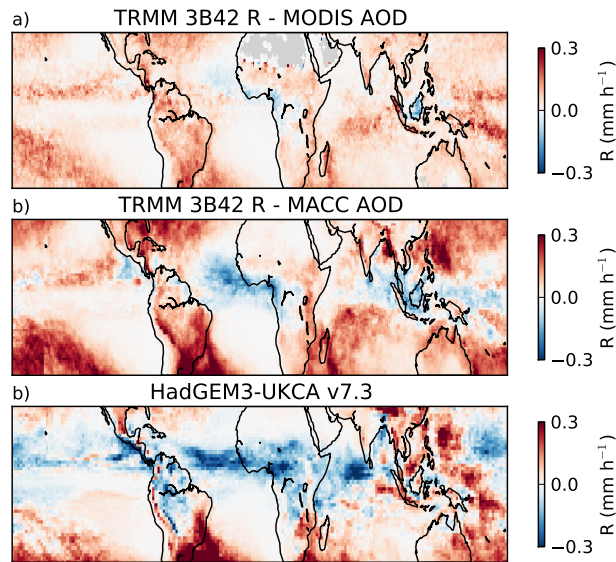 a) TRMM 3B42 R - MODIS AOD
0.3
0.0
−0.3
R (mm h⁻¹)
b) TRMM 3B42 R - MACC AOD
0.3
0.0
−0.3
R (mm h⁻¹)
b) HadGEM3-UKCA v7.3
0.3
0.0
−0.3
R (mm h⁻¹)